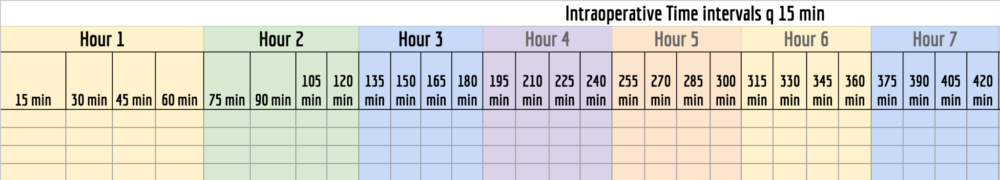 Intraoperative Time intervals q 15 min
Hour 1 Hour 2 Hour 3 Hour 4 Hour 5 Hour 6 Hour 7
15 min 30 min 45 min 60 min 75 min 90 min 105 min 120 min 135 min 150 min 165 min 180 min 195 min 210 min 225 min 240 min 255 min 270 min 285 min 300 min 315 min 330 min 345 min 360 min 375 min 390 min 405 min 420 min